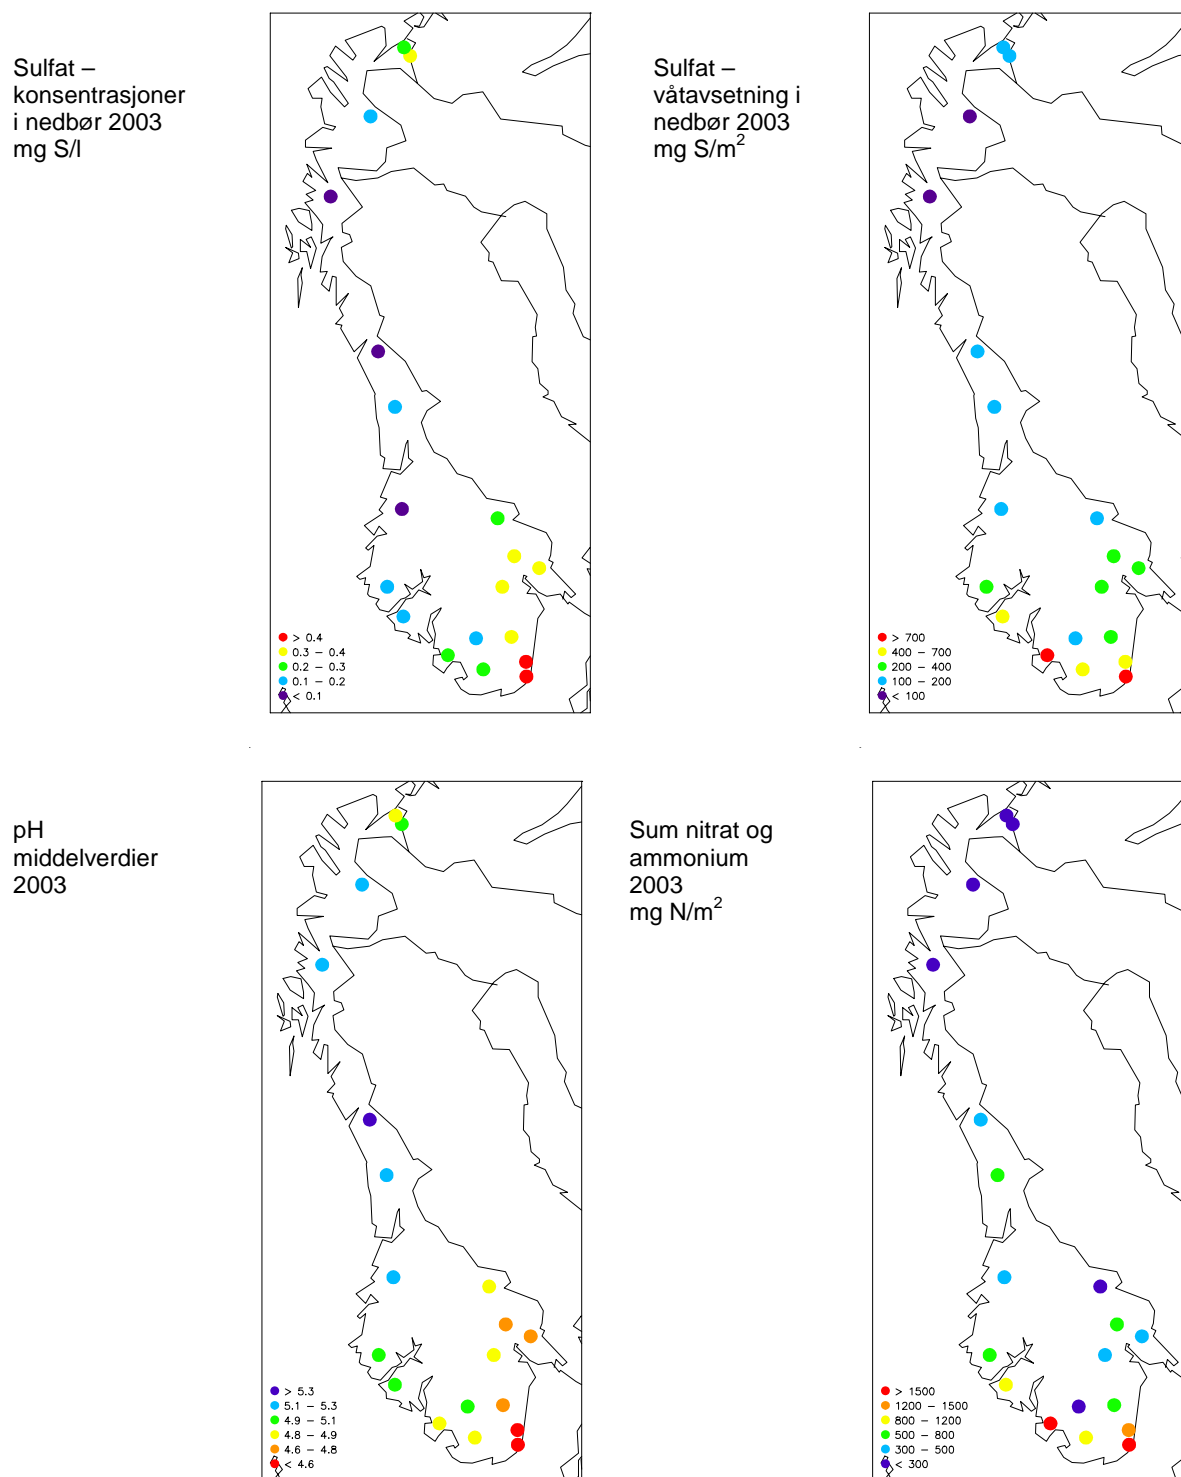 Sulfat –
konsentrasjoner
i nedbør 2003
mg S/l
> 0.4
0.3 – 0.4
0.2 – 0.3
0.1 – 0.2
< 0.1
Sulfat –
våtavsetning i
nedbør 2003
mg S/m²
> 700
400 – 700
200 – 400
100 – 200
< 100
pH
middelverdier
2003
> 5.3
5.1 – 5.3
4.9 – 5.1
4.8 – 4.9
4.6 – 4.8
< 4.6
Sum nitrat og
ammonium
2003
mg N/m²
> 1500
1200 – 1500
800 – 1200
500 – 800
300 – 500
< 300